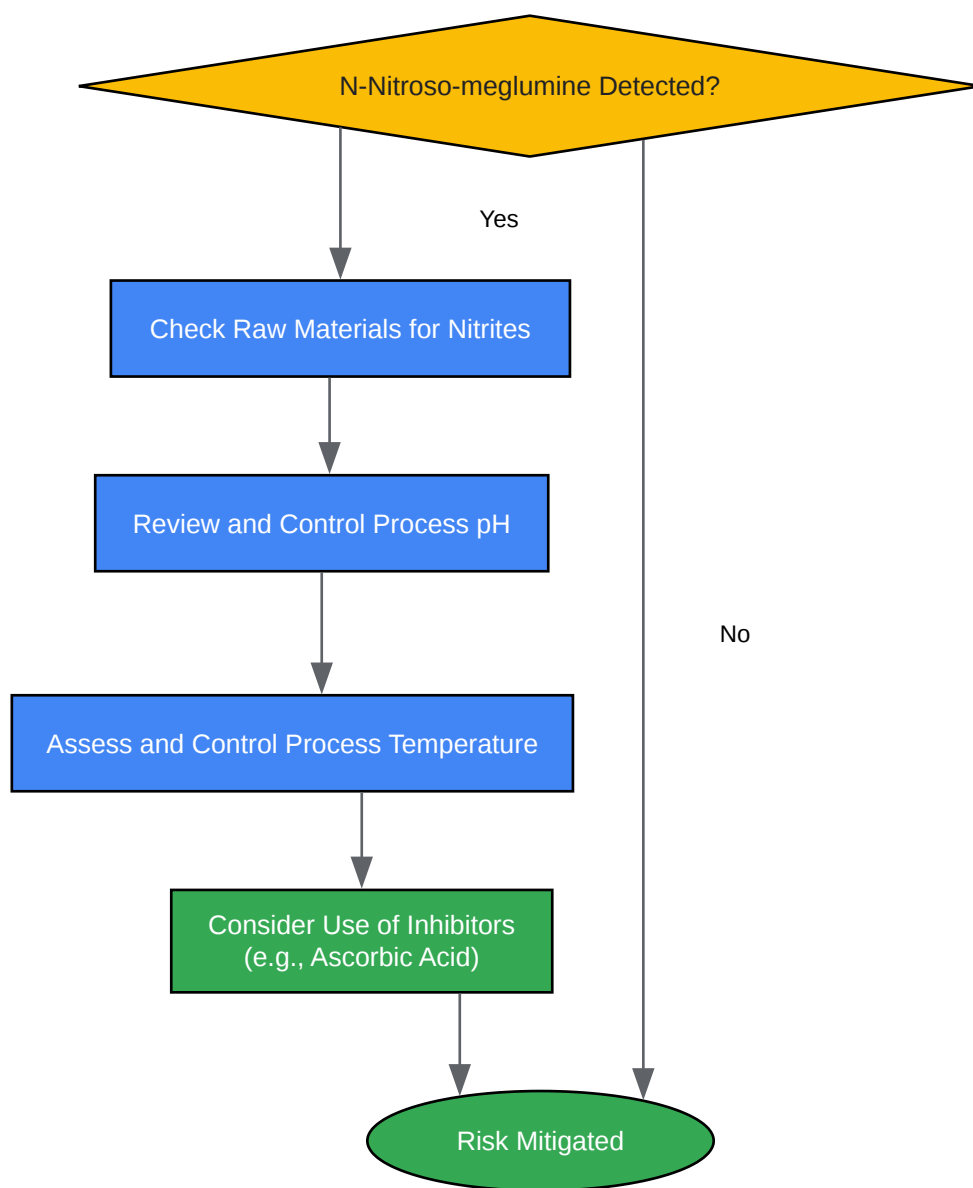 N-Nitroso-meglumine Detected?
Yes
Check Raw Materials for Nitrites
Review and Control Process pH
No
Assess and Control Process Temperature
Consider Use of Inhibitors
(e.g., Ascorbic Acid)
Risk Mitigated